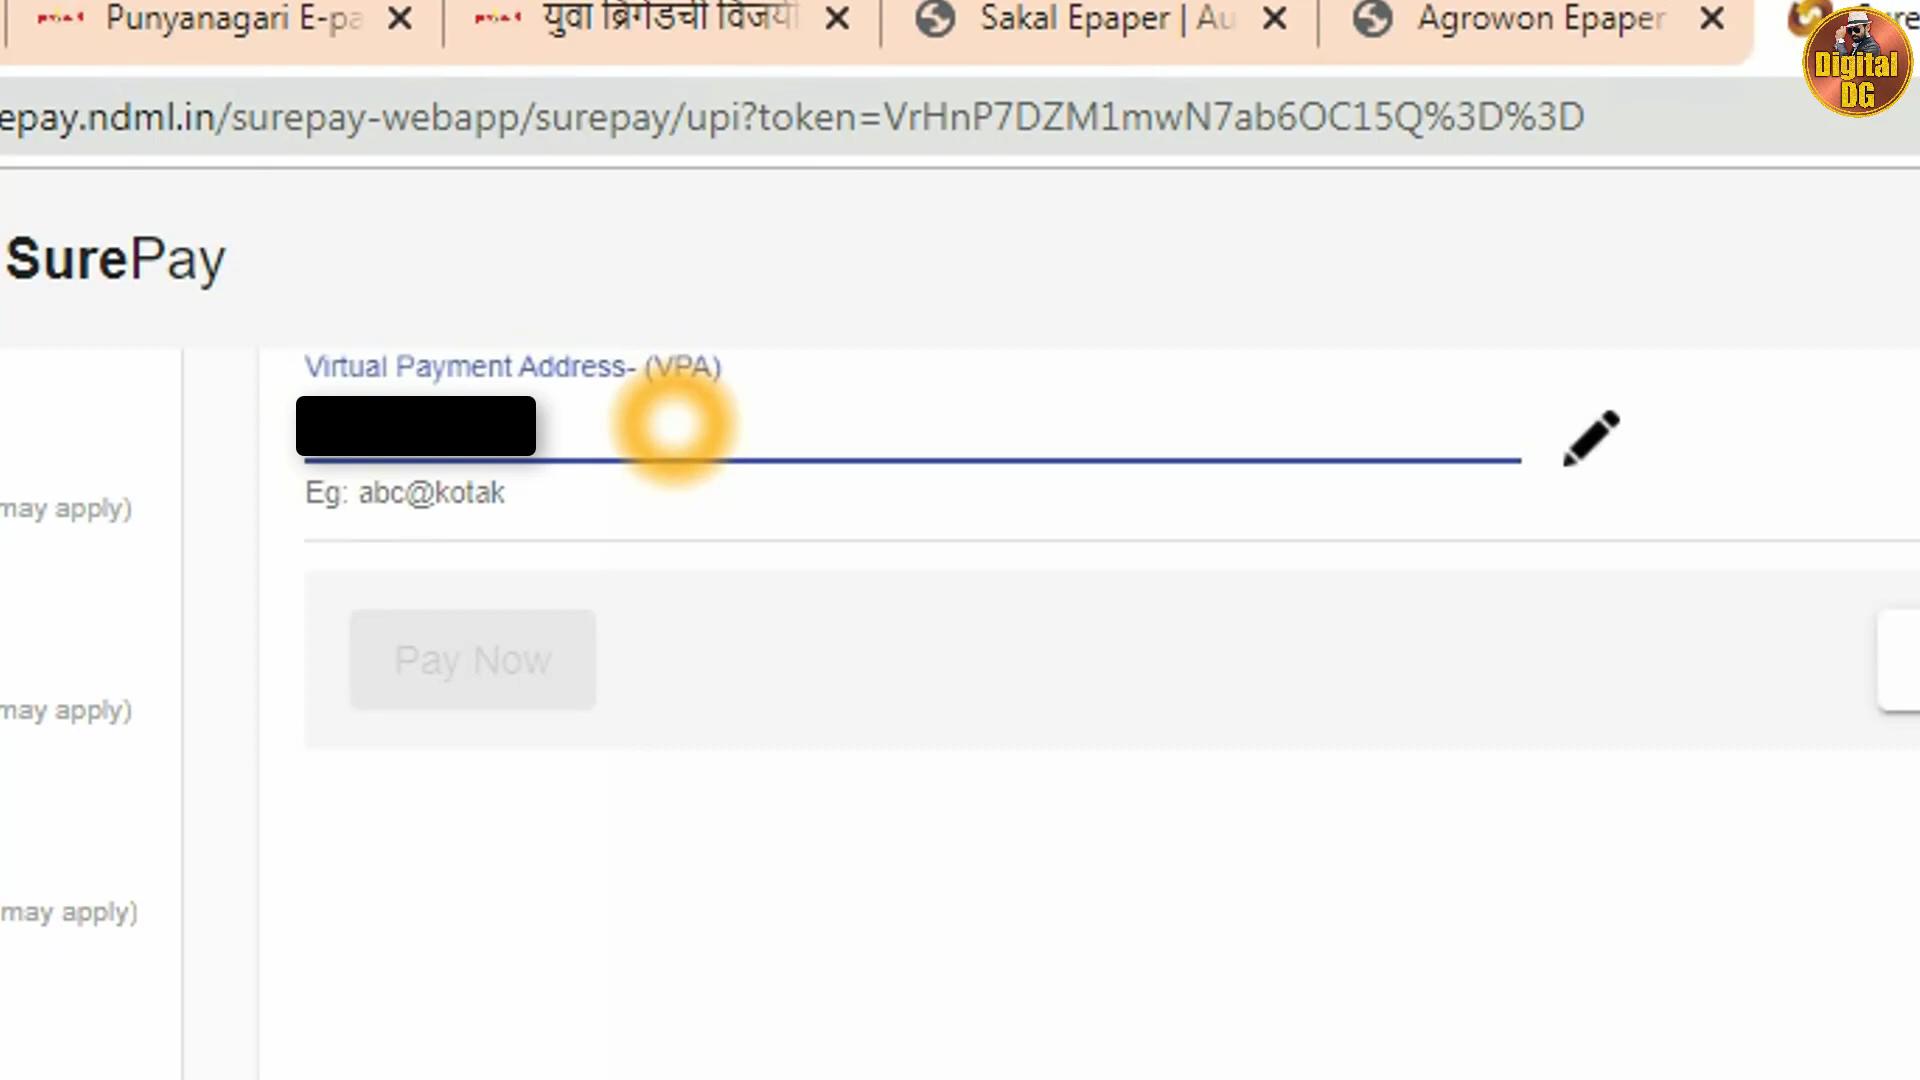 Punyanagari E-pa
युवा ब्रिगेडची विजयी
Sakal Epaper | Au
Agrowon Epaper
Digital
DG
epay.ndml.in/surepay-webapp/surepay/upi?token=VrHnP7DZM1mwN7ab6OC15Q%3D%3D
SurePay
Virtual Payment Address- (VPA)
Eg: abc@kotak
may apply)
Pay Now
may apply)
may apply)